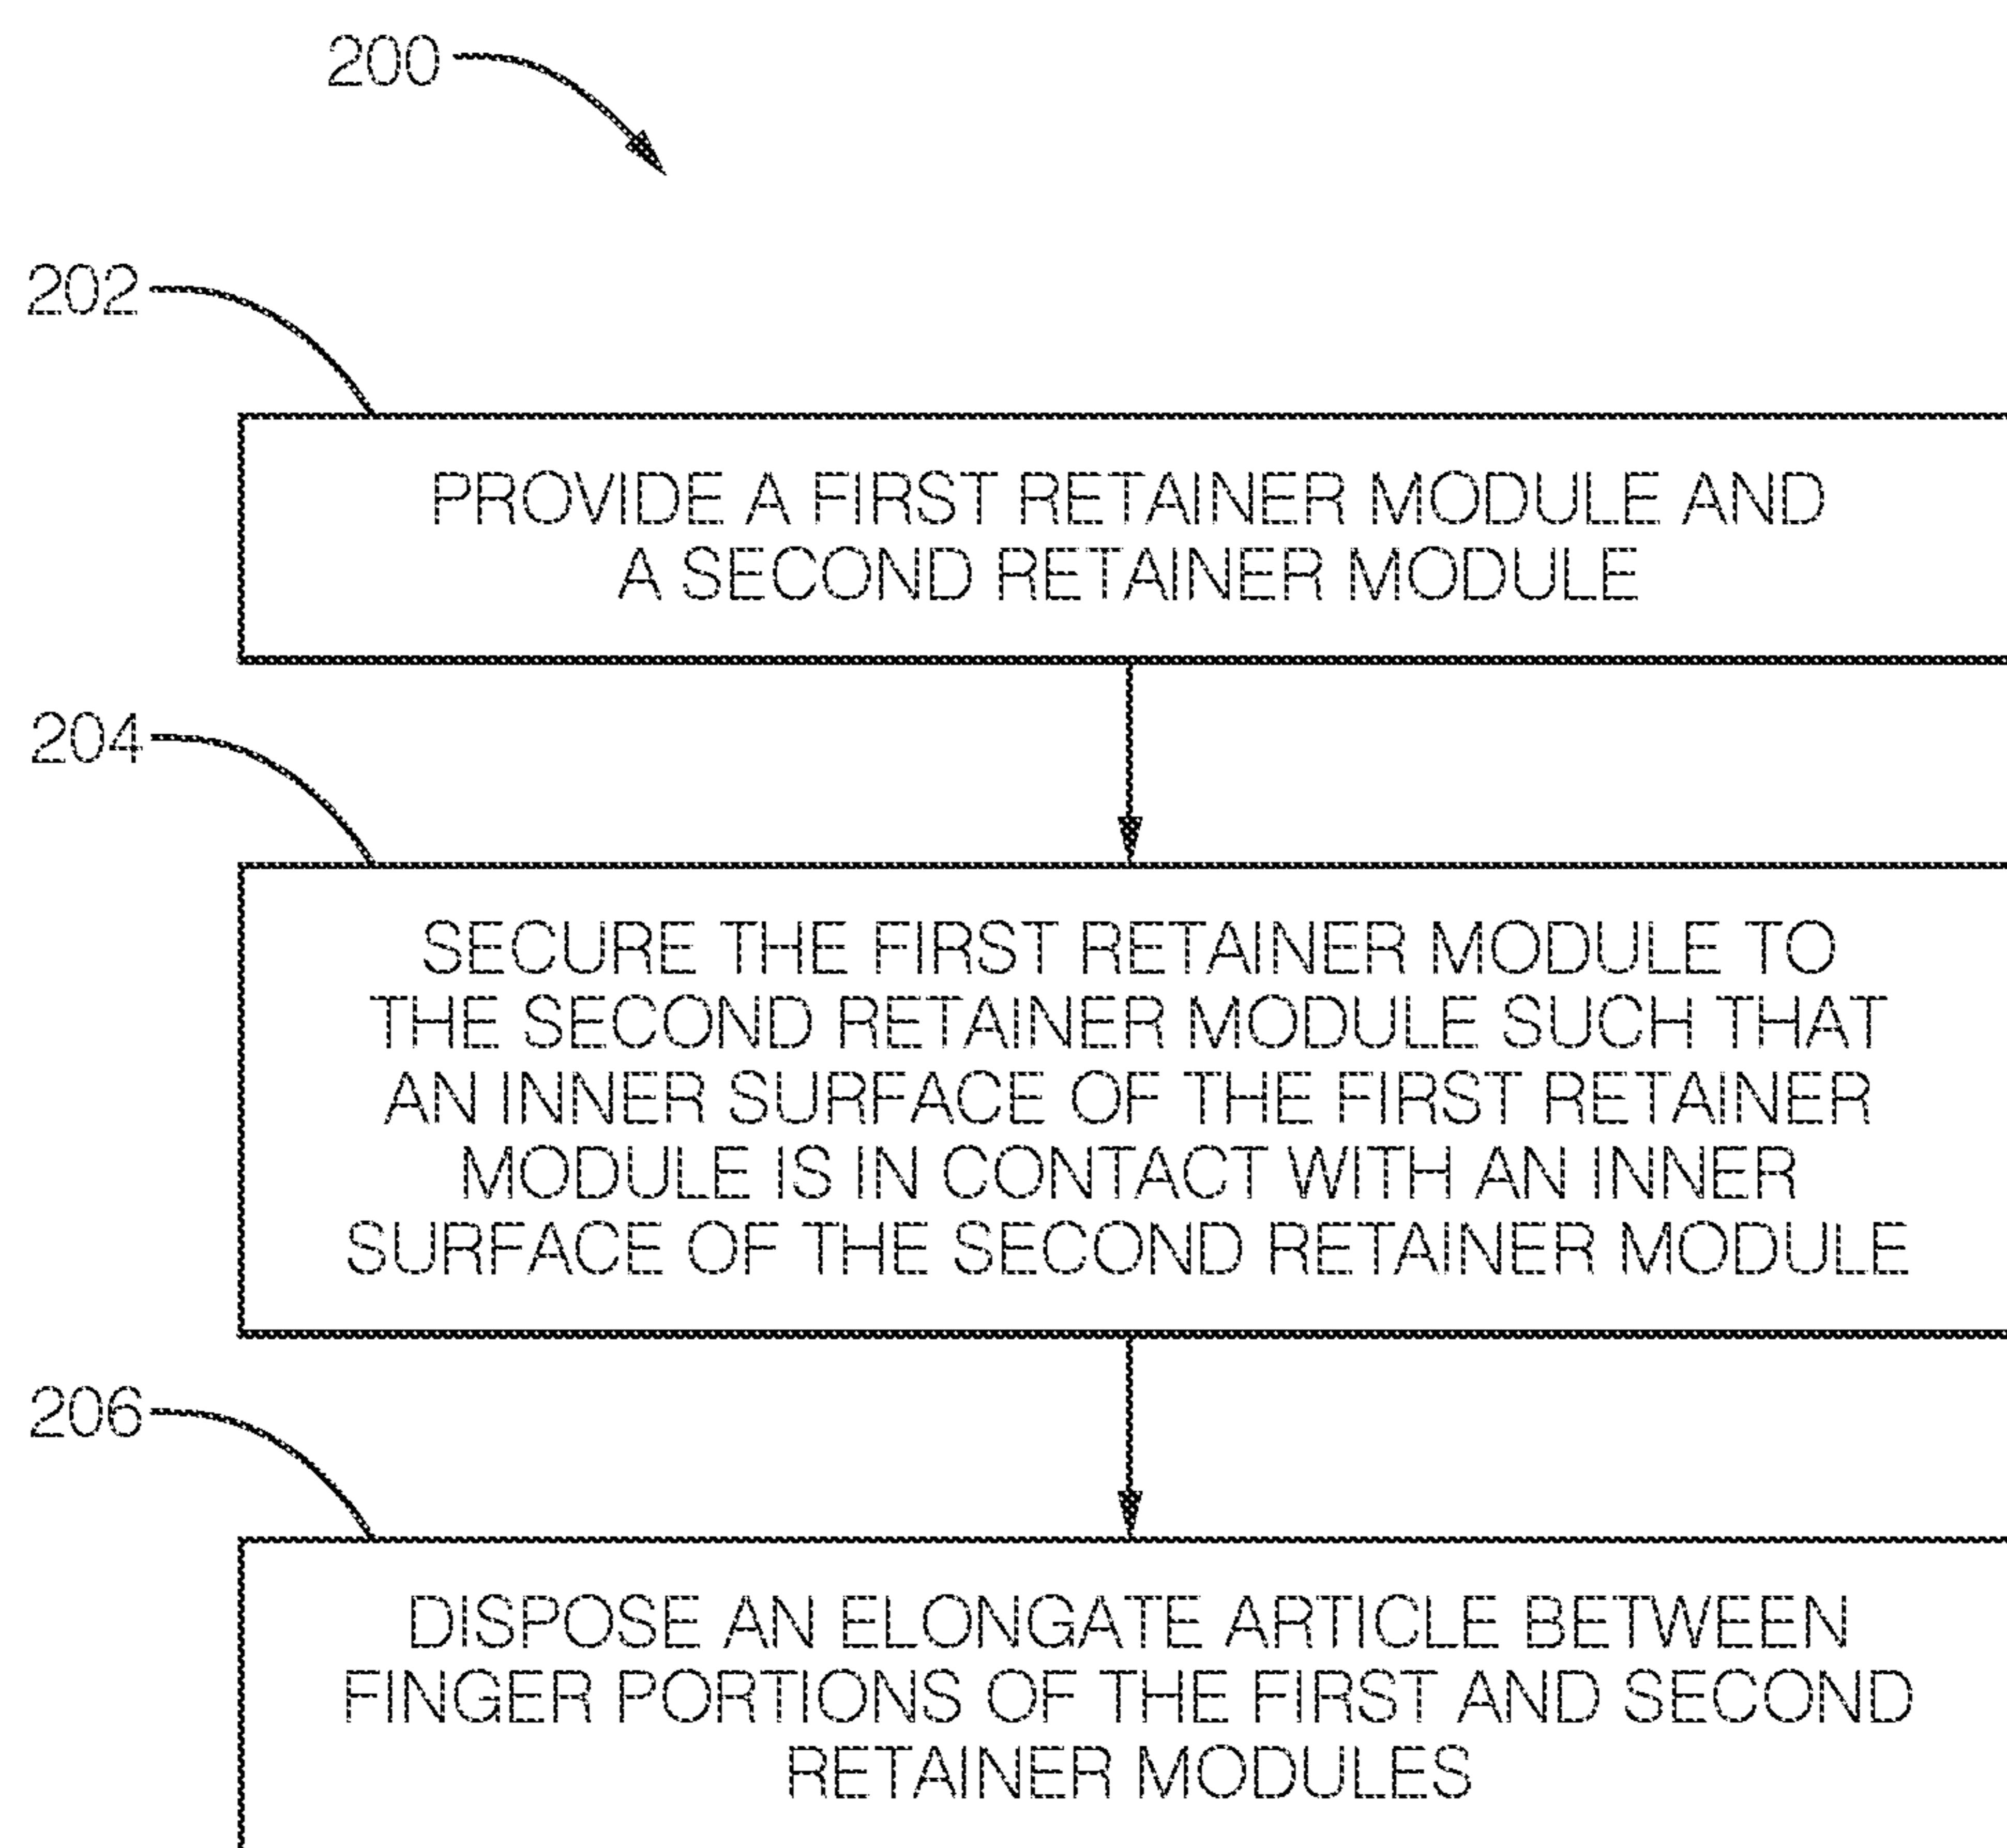 200
202
PROVIDE A FIRST RETAINER MODULE AND
A SECOND RETAINER MODULE
204
SECURE THE FIRST RETAINER MODULE TO
THE SECOND RETAINER MODULE SUCH THAT
AN INNER SURFACE OF THE FIRST RETAINER
MODULE IS IN CONTACT WITH AN INNER
SURFACE OF THE SECOND RETAINER MODULE
206
DISPOSE AN ELONGATE ARTICLE BETWEEN
FINGER PORTIONS OF THE FIRST AND SECOND
RETAINER MODULES